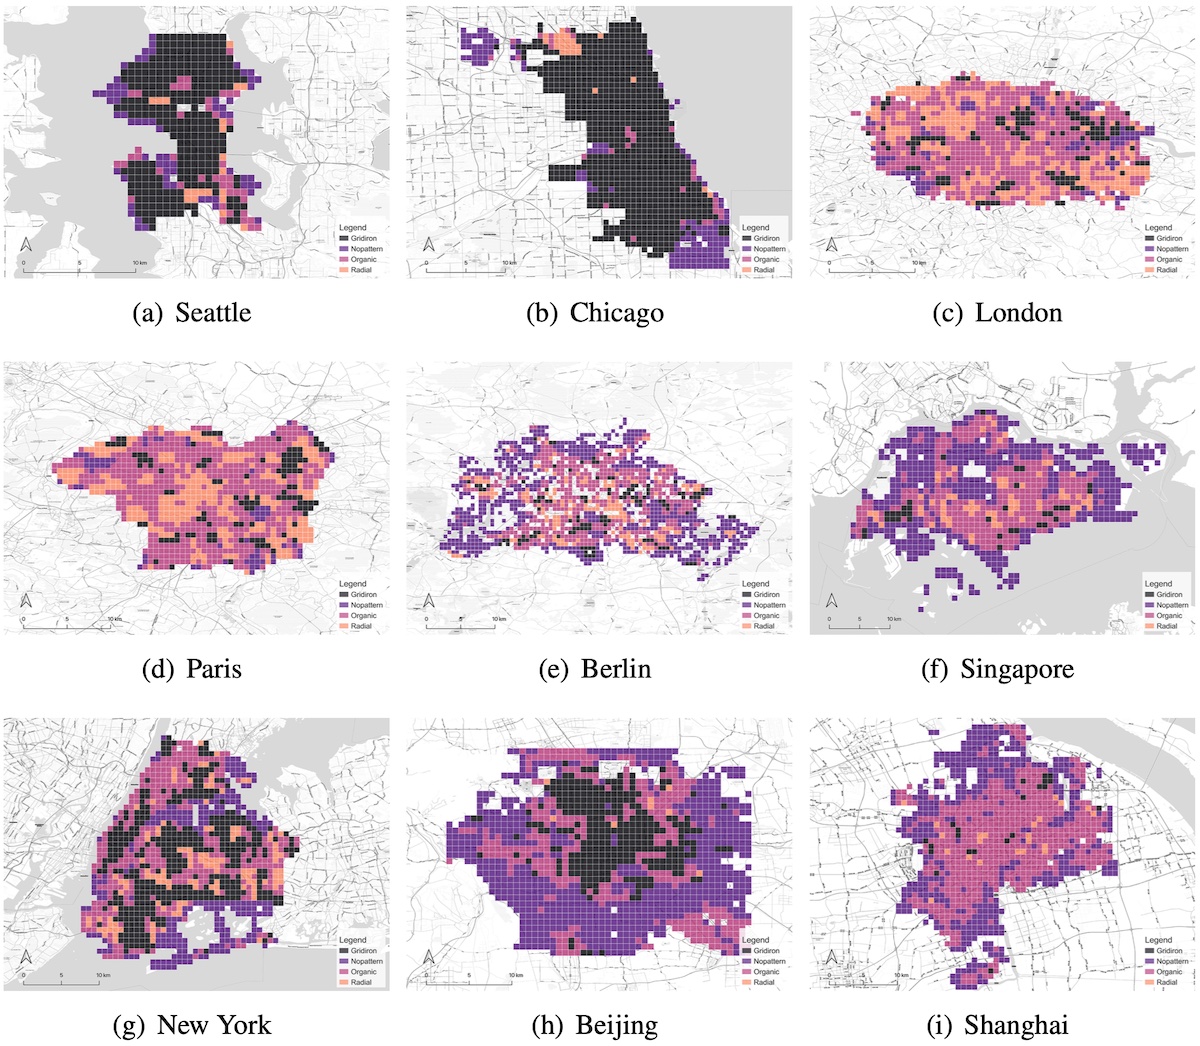 Legend
Gridiron
Nopattern
Organic
Radial
0 5 10 km
(a) Seattle
Legend
Gridiron
Nopattern
Organic
Radial
0 5 10 km
(b) Chicago
Legend
Gridiron
Nopattern
Organic
Radial
0 5 10 km
(c) London
Legend
Gridiron
Nopattern
Organic
Radial
0 5 10 km
(d) Paris
Legend
Gridiron
Nopattern
Organic
Radial
0 5 10 km
(e) Berlin
Legend
Gridiron
Nopattern
Organic
Radial
0 5 10 km
(f) Singapore
Legend
Gridiron
Nopattern
Organic
Radial
0 5 10 km
(g) New York
Legend
Gridiron
Nopattern
Organic
Radial
0 5 10 km
(h) Beijing
Legend
Gridiron
Nopattern
Organic
Radial
0 5 10 km
(i) Shanghai